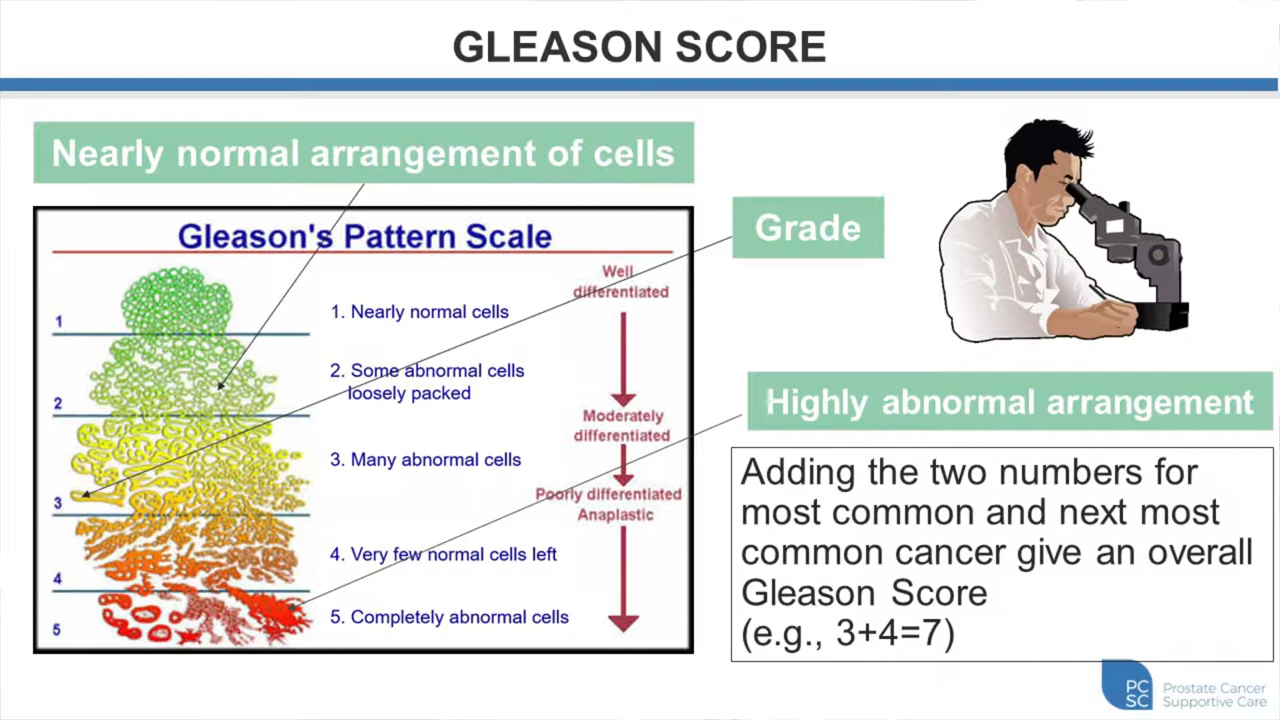 GLEASON SCORE
Nearly normal arrangement of cells
Grade
Gleason's Pattern Scale
Well
differentiated
1
1. Nearly normal cells
2. Some abnormal cells
loosely packed
2
Moderately
differentiated
3. Many abnormal cells
3
Poorly differentiated
Anaplastic
4. Very few normal cells left
4
5. Completely abnormal cells
5
Highly abnormal arrangement
Adding the two numbers for
most common and next most
common cancer give an overall
Gleason Score
(e.g., 3+4=7)
PC
SC
Prostate Cancer
Supportive Care